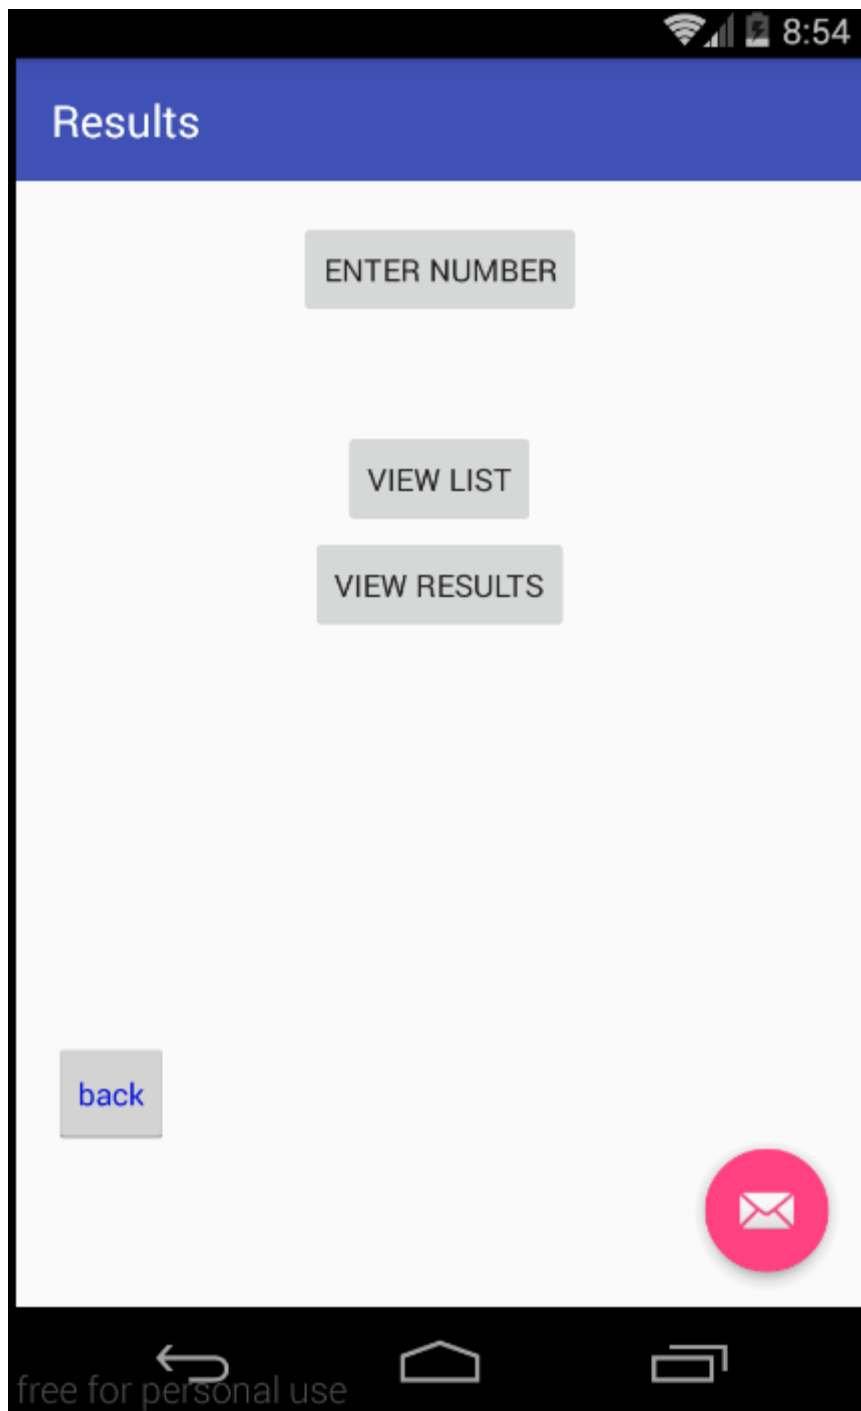 8:54
Results
ENTER NUMBER
VIEW LIST
VIEW RESULTS
back
free for personal use